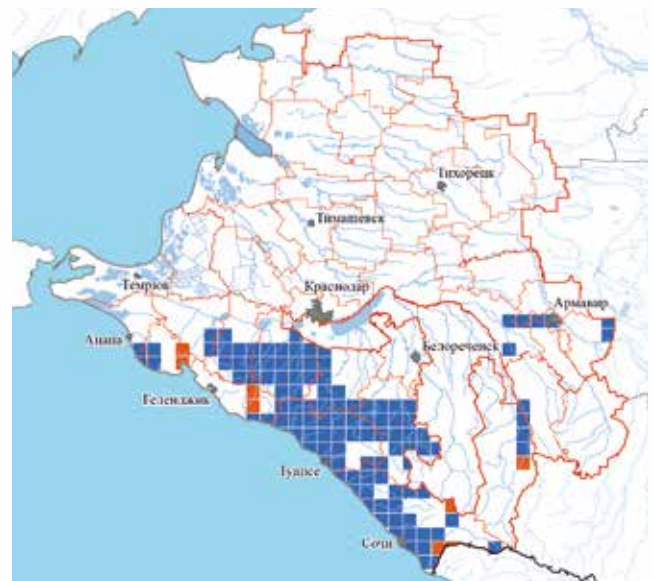 Тихорецк
Тимашевск
Темрюк
Краснодар
Армавир
Анапа
Белореченск
Геленджик
Туапсе
Сочи